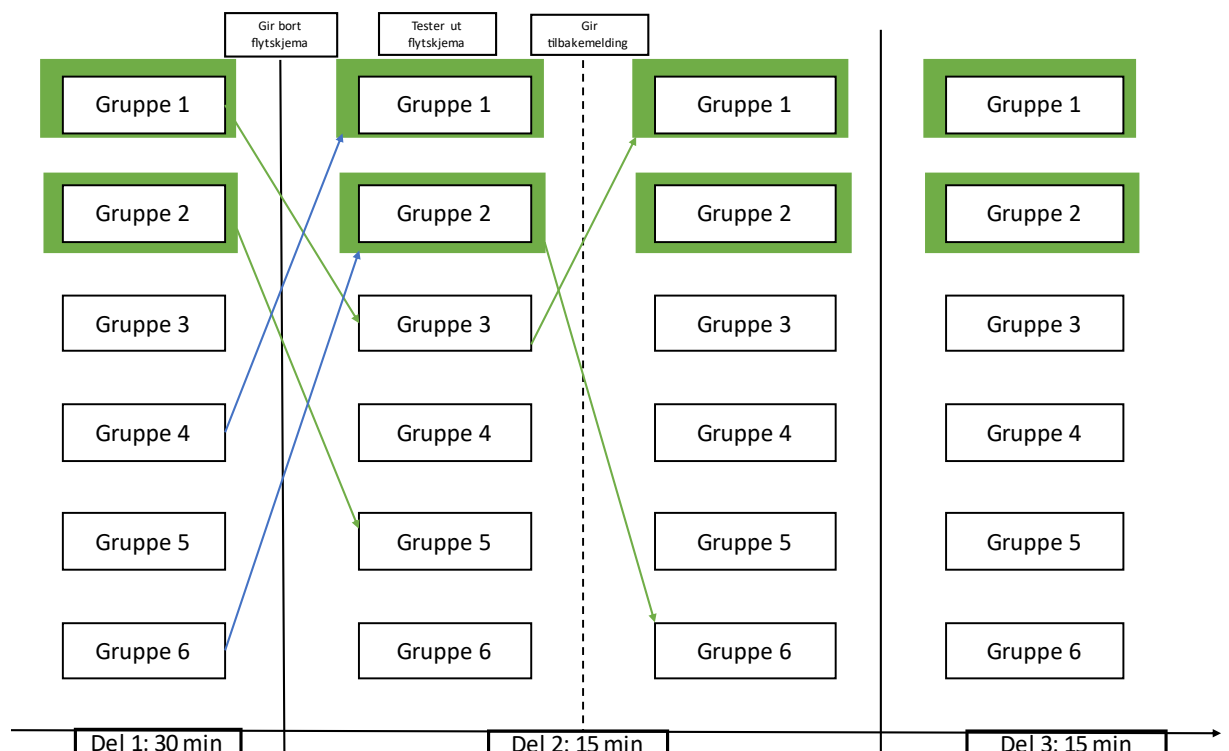 Gir bort
flytskjema
Tester ut
flytskjema
Gir
tilbakemelding
Gruppe 1
Gruppe 1
Gruppe 1
Gruppe 1
Gruppe 2
Gruppe 2
Gruppe 2
Gruppe 2
Gruppe 3
Gruppe 3
Gruppe 3
Gruppe 3
Gruppe 4
Gruppe 4
Gruppe 4
Gruppe 4
Gruppe 5
Gruppe 5
Gruppe 5
Gruppe 5
Gruppe 6
Gruppe 6
Gruppe 6
Gruppe 6
Del 1: 30 min
Del 2: 15 min
Del 3: 15 min